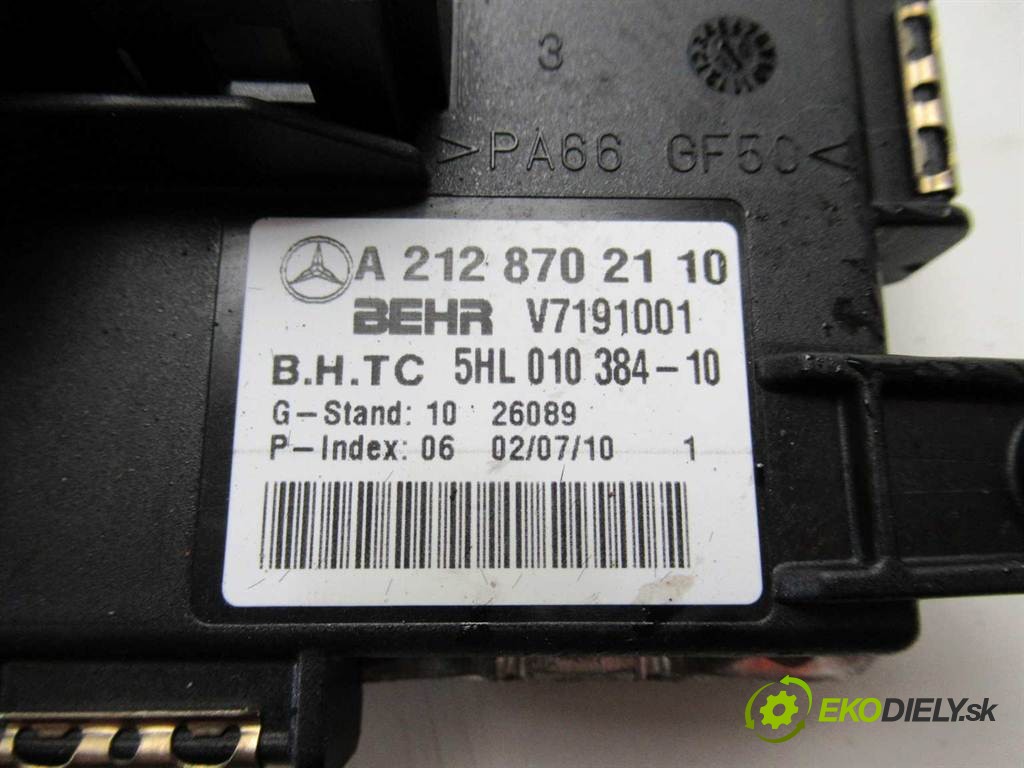 3
>PA66 GF50<
A 212 870 21 10
BEHR V7191001
B.H.TC 5HL 010 384-10
G-Stand: 10 26089
P-Index: 06 02/07/10 1
EKODIELY.sk